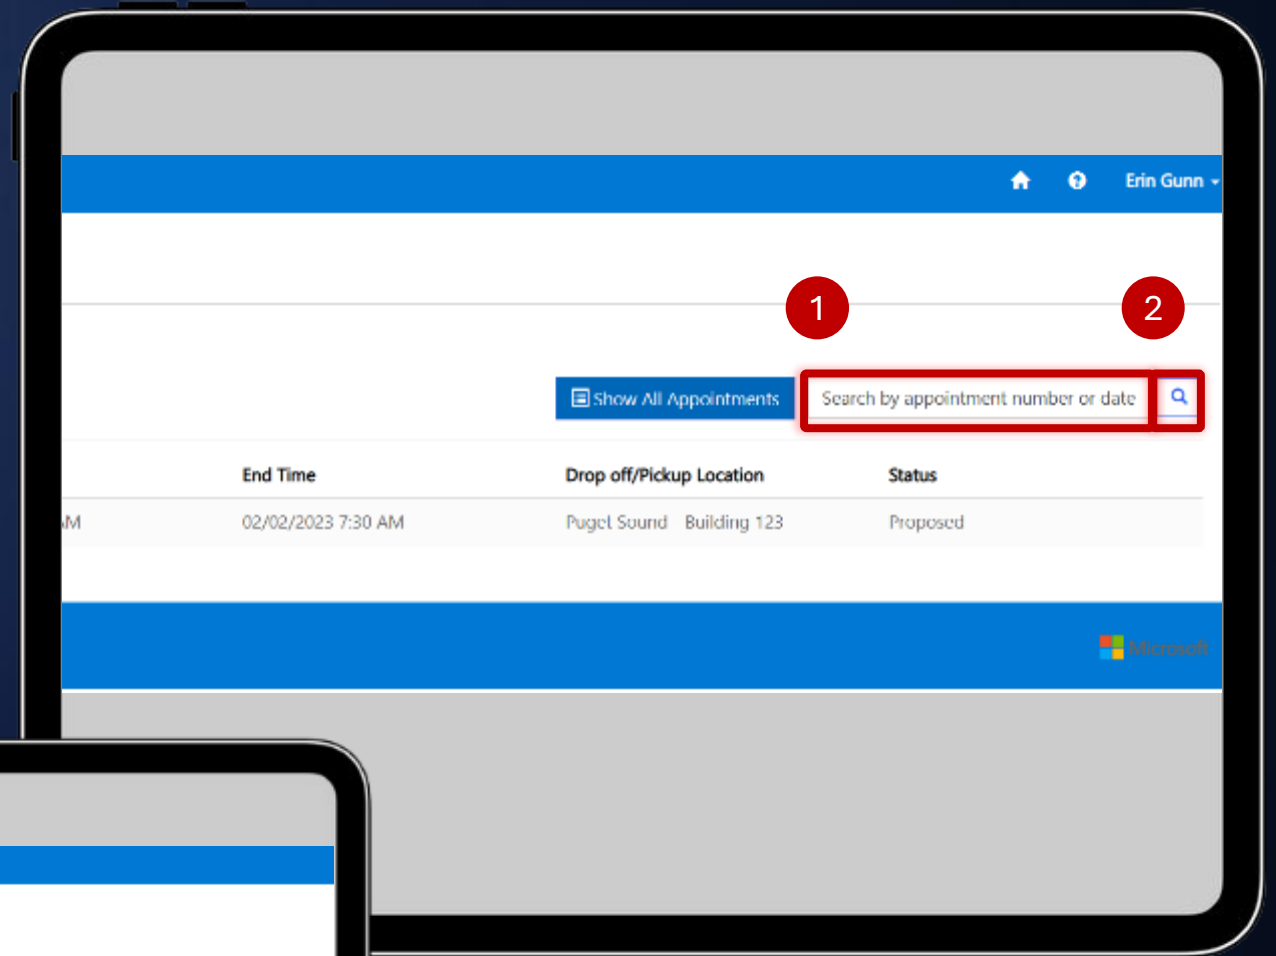 Erin Gunn
1
2
Show All Appointments
Search by appointment number or date
End Time
Drop off/Pickup Location
Status
AM
02/02/2023 7:30 AM
Puget Sound Building 123
Proposed
Microsoft